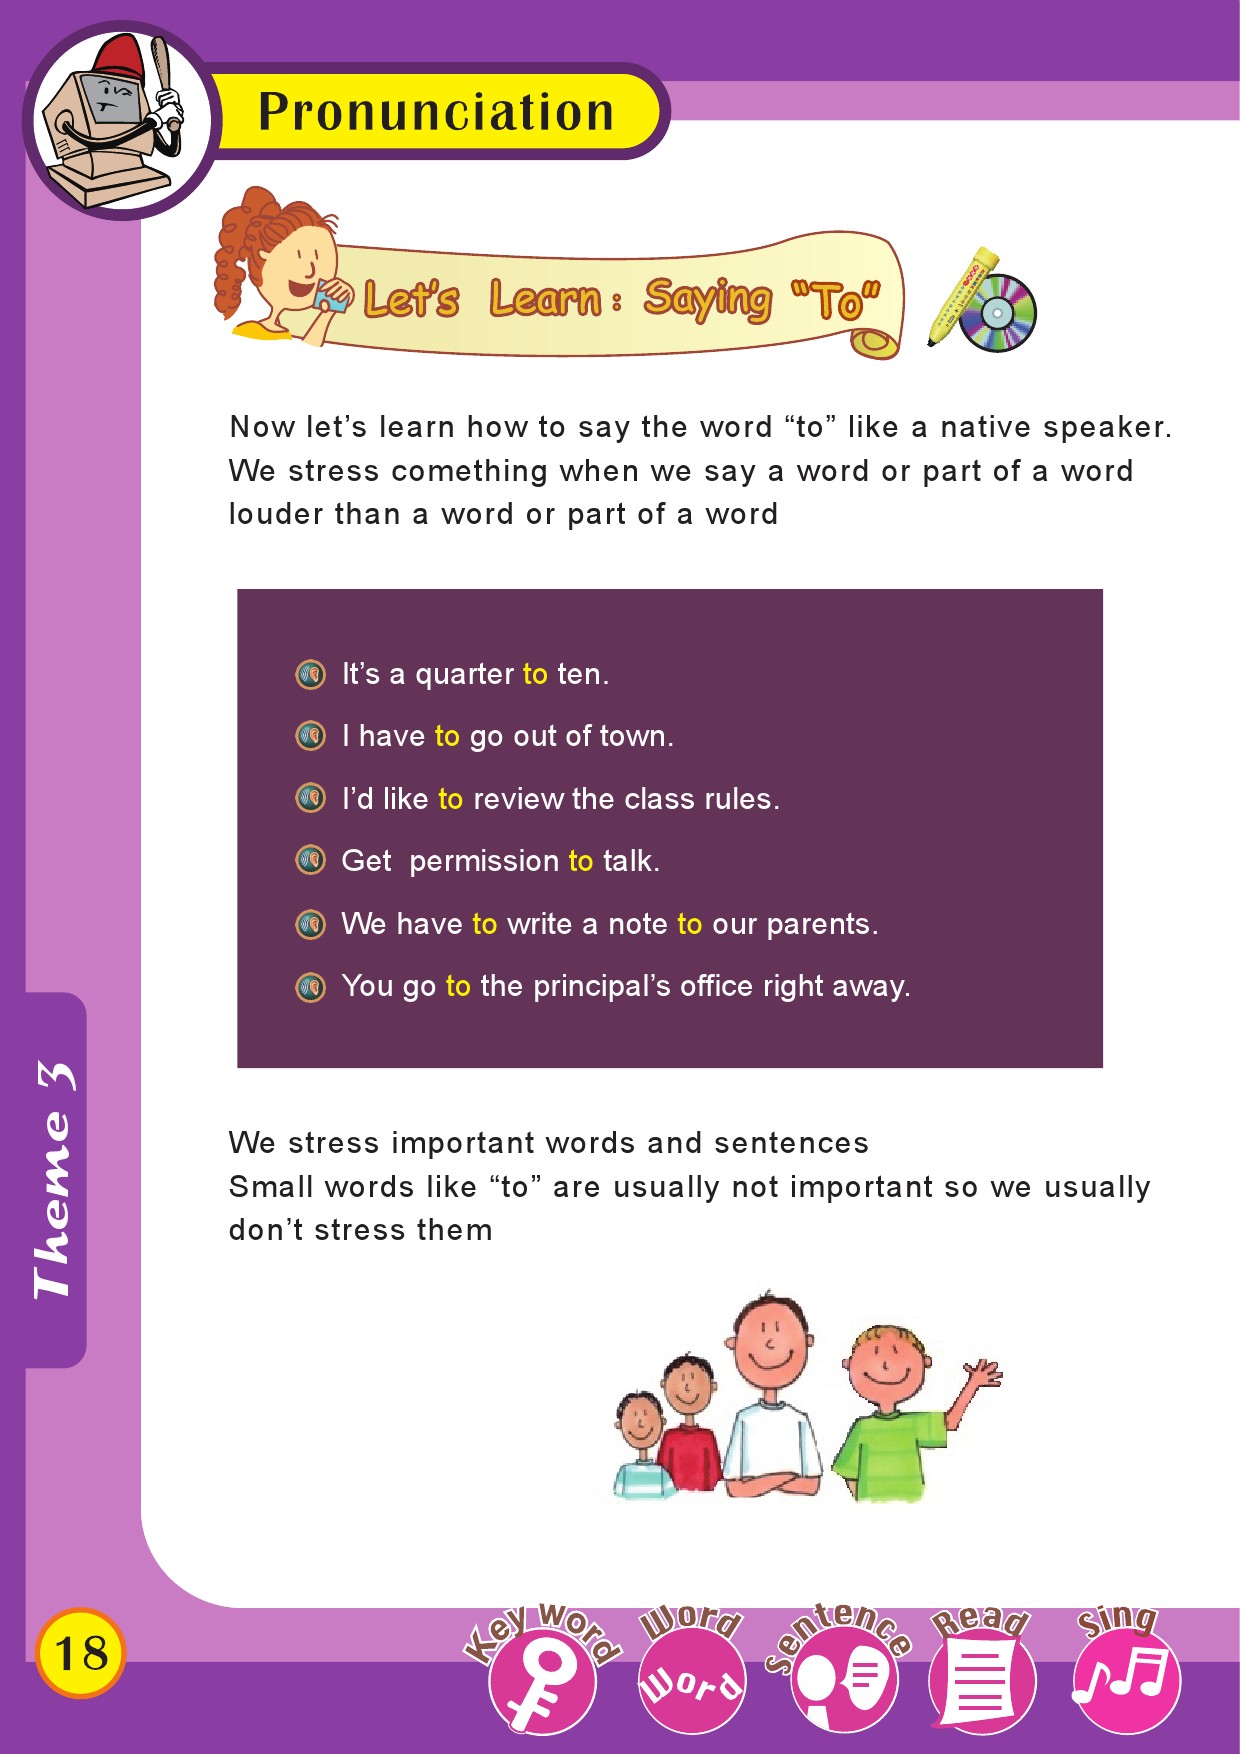 Pronunciation
Let's Learn : Saying "To"
Now let's learn how to say the word “to” like a native speaker.
We stress comething when we say a word or part of a word
louder than a word or part of a word
It's a quarter to ten.
I have to go out of town.
I'd like to review the class rules.
Get permission to talk.
We have to write a note to our parents.
You go to the principal's office right away.
We stress important words and sentences
Small words like “to” are usually not important so we usually
don't stress them
Theme 3
18
Key word
Word
Word
Sentence
Read
Sing